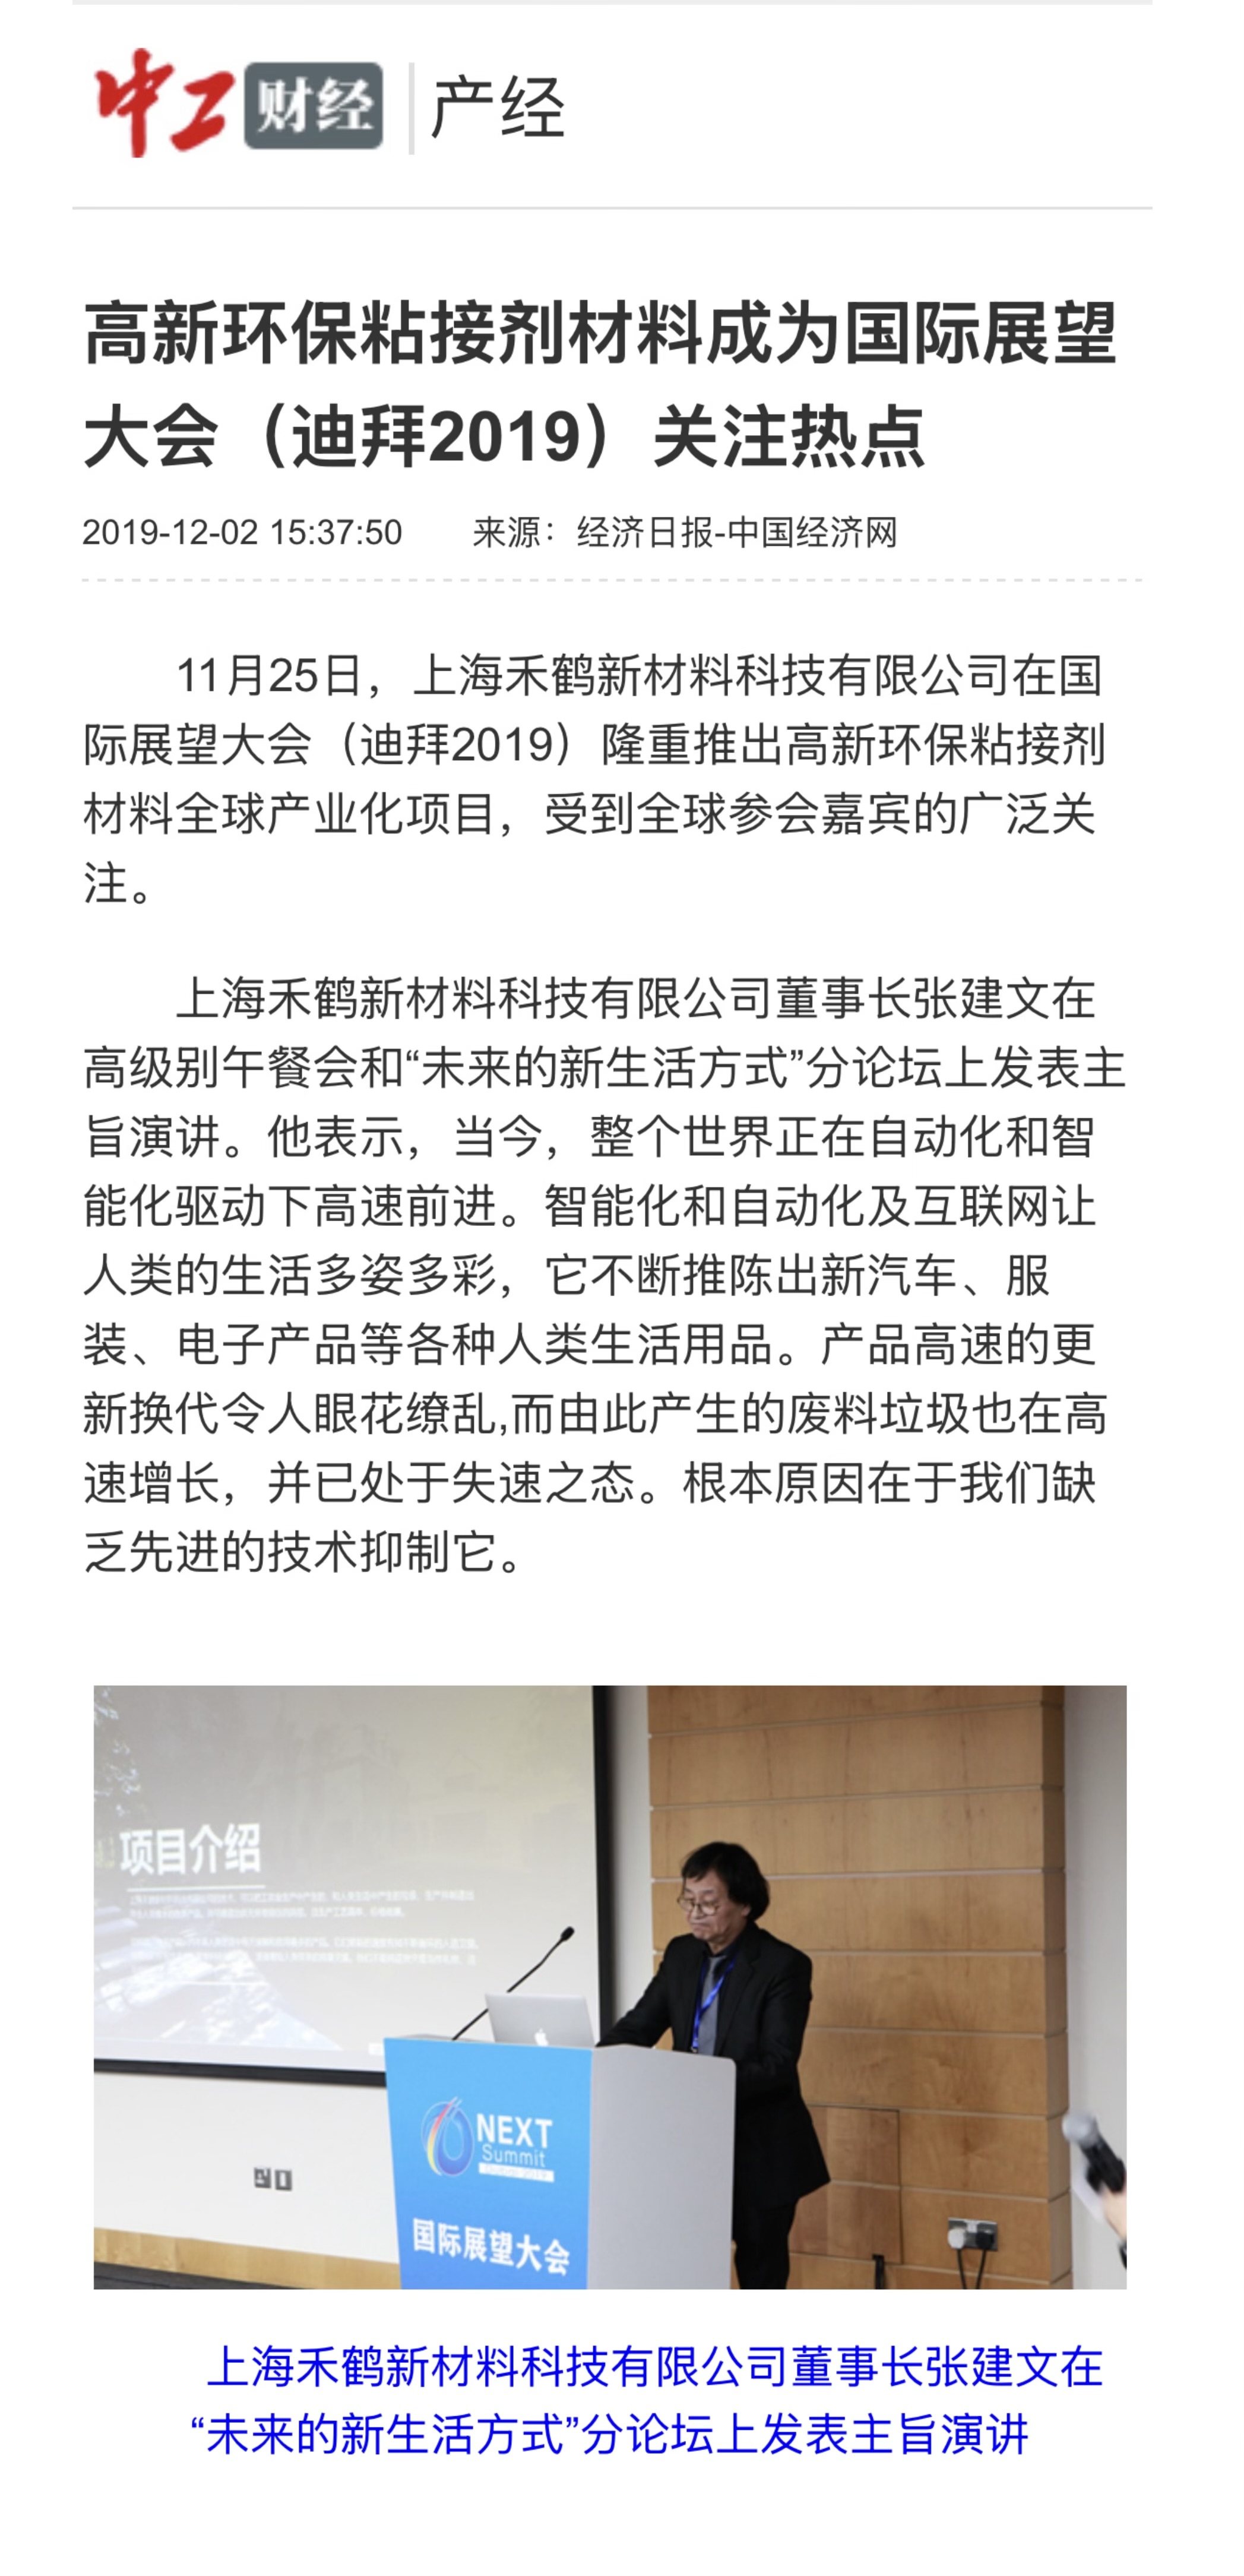 中工 财经 产经
高新环保粘接剂材料成为国际展望
大会（迪拜2019）关注热点
2019-12-02 15:37:50 来源：经济日报-中国经济网
11月25日，上海禾鹤新材料科技有限公司在国
际展望大会（迪拜2019）隆重推出高新环保粘接剂
材料全球产业化项目，受到全球参会嘉宾的广泛关
注。
上海禾鹤新材料科技有限公司董事长张建文在
高级别午餐会和“未来的新生活方式”分论坛上发表主
旨演讲。他表示，当今，整个世界正在自动化和智
能化驱动下高速前进。智能化和自动化及互联网让
人类的生活多姿多彩，它不断推陈出新汽车、服
装、电子产品等各种人类生活用品。产品高速的更
新换代令人眼花缭乱,而由此产生的废料垃圾也在高
速增长，并已处于失速之态。根本原因在于我们缺
乏先进的技术抑制它。
项目介绍
NEXT
Summit
国际展望大会
上海禾鹤新材料科技有限公司董事长张建文在
“未来的新生活方式”分论坛上发表主旨演讲